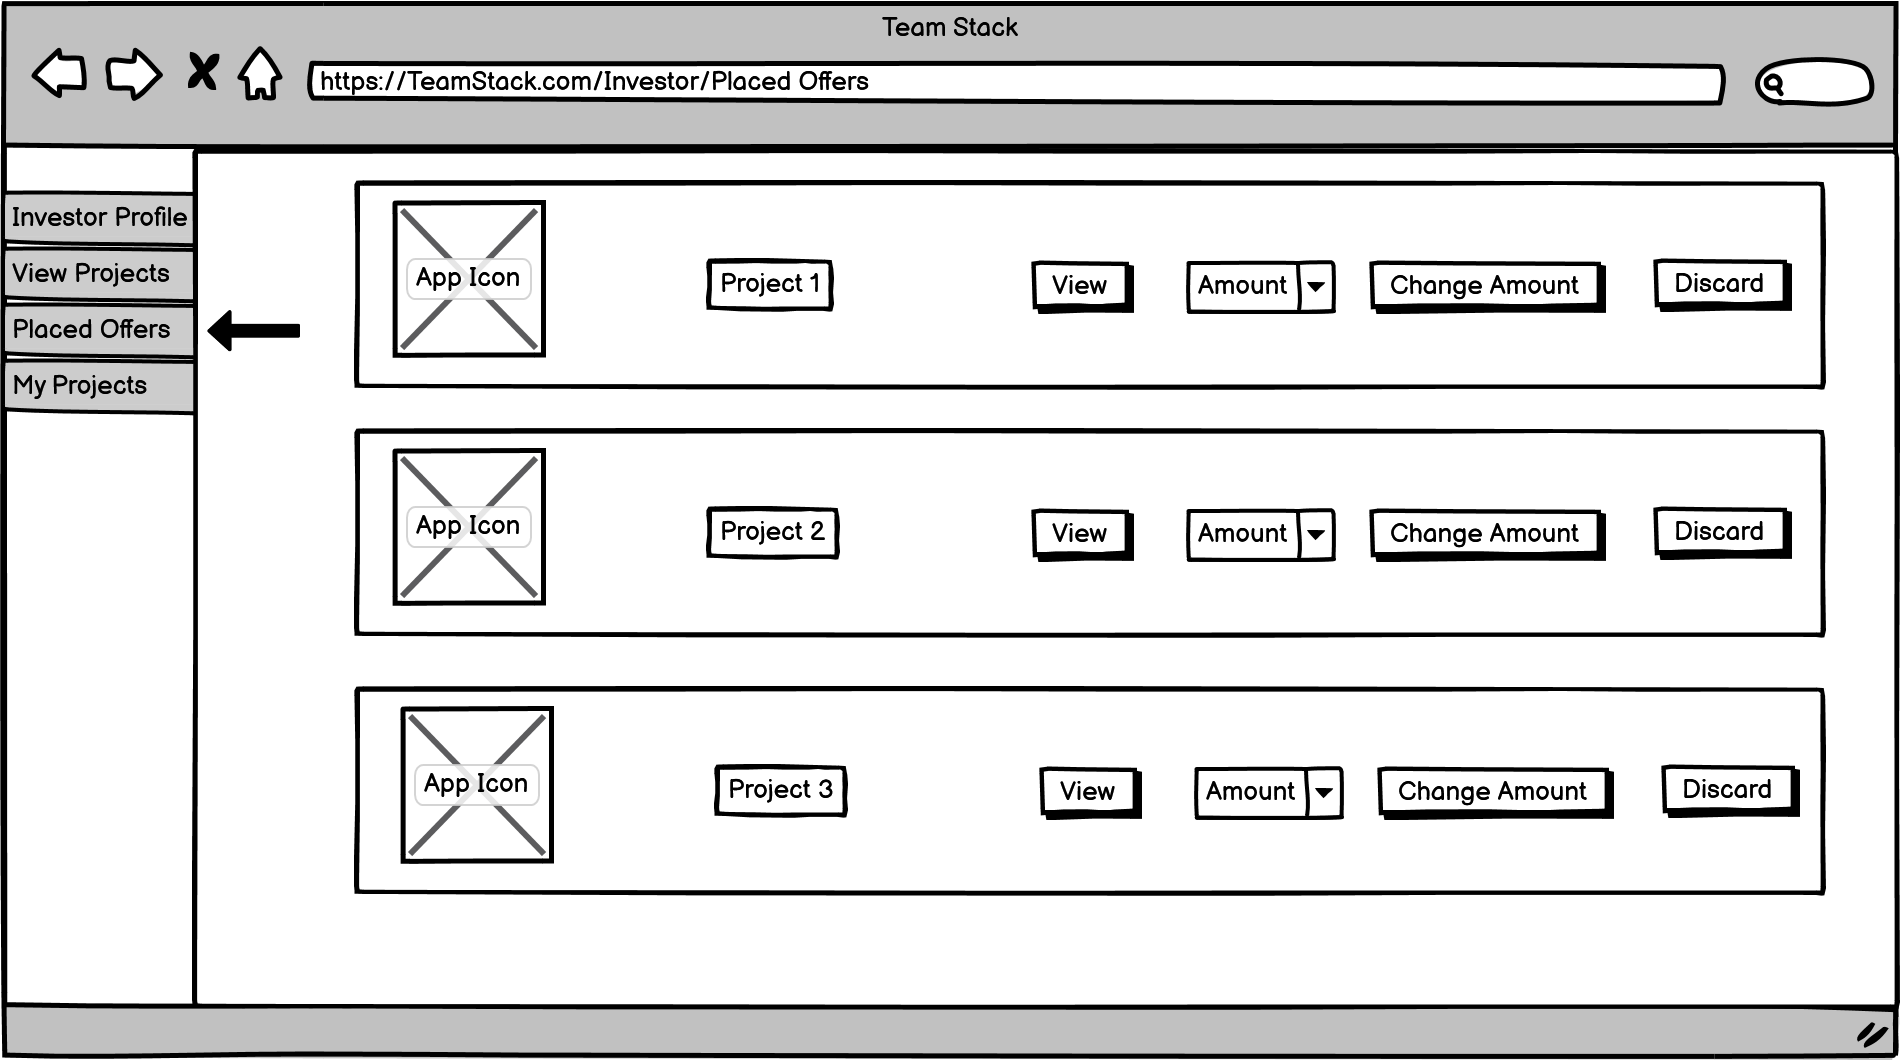 Team Stack
https://TeamStack.com/Investor/Placed Offers
Investor Profile
View Projects
Placed Offers
My Projects
App Icon
Project 1
View
Amount
Change Amount
Discard
App Icon
Project 2
View
Amount
Change Amount
Discard
App Icon
Project 3
View
Amount
Change Amount
Discard